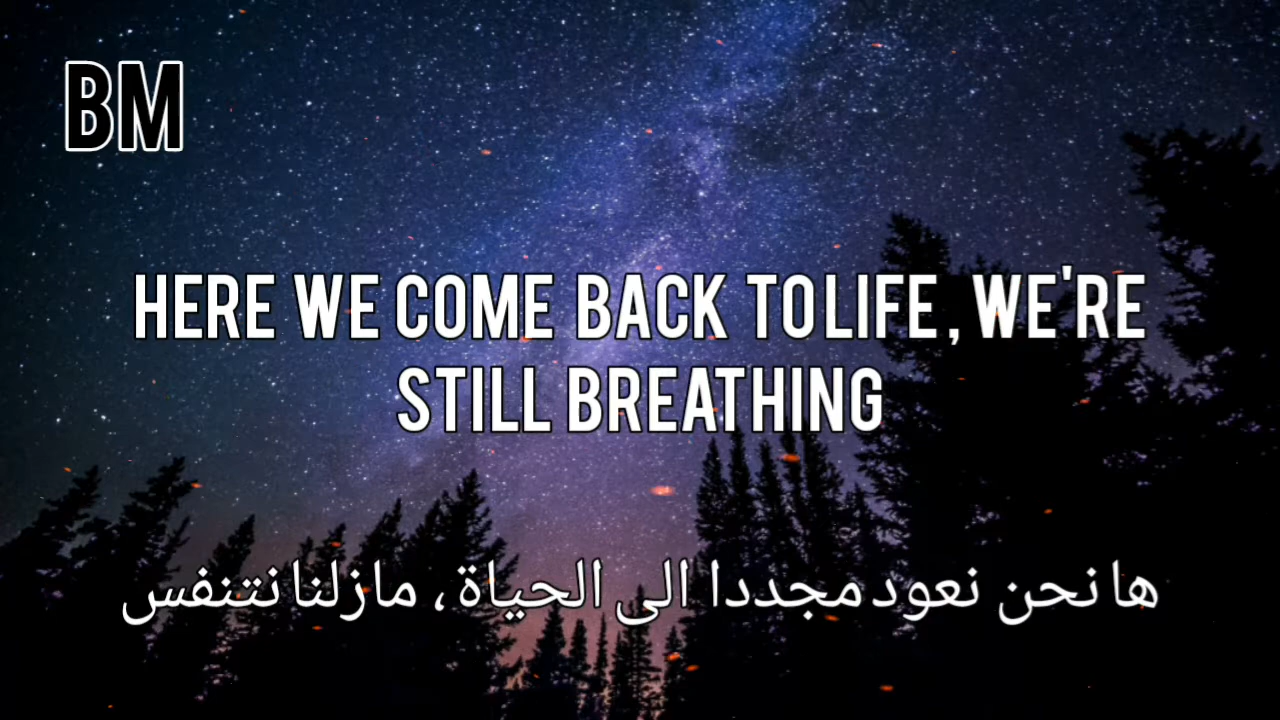 BM
HERE WE COME BACK TO LIFE, WE'RE
STILL BREATHING
ها نحن نعود مجددا الى الحياة، مازلنا نتنفس